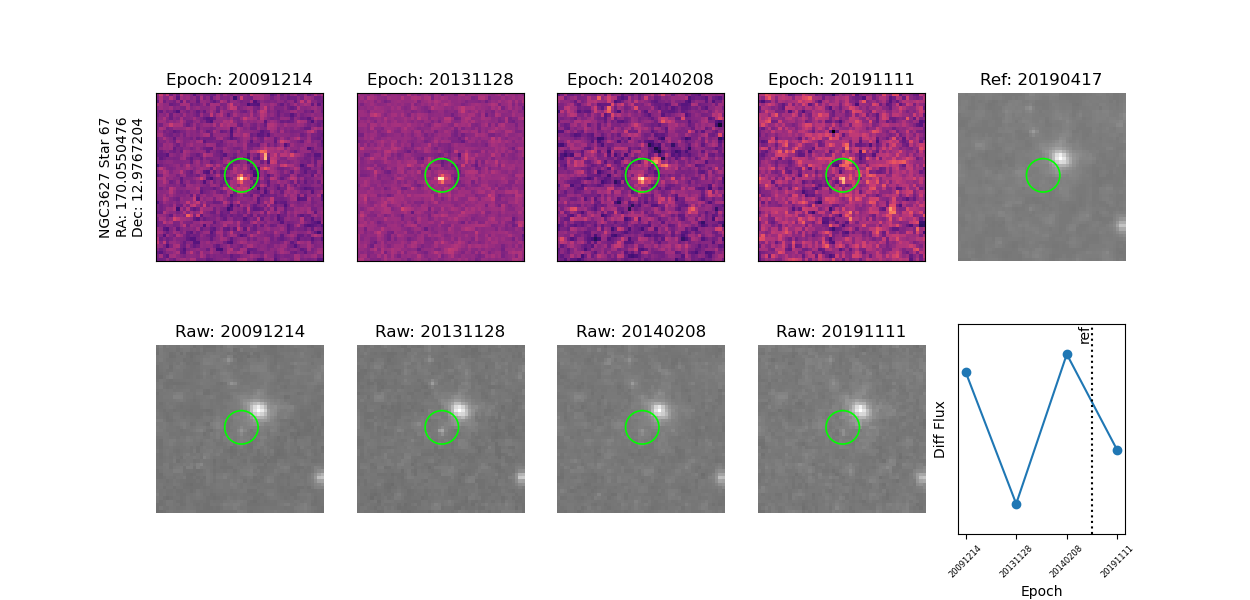 Epoch: 20091214
Epoch: 20131128
Epoch: 20140208
Epoch: 20191111
Ref: 20190417
NGC3627 Star 67
RA: 170.0550476
Dec: 12.9767204
Raw: 20091214
Raw: 20131128
Raw: 20140208
Raw: 20191111
ref
Diff Flux
20091214
20131128
20140208
20191111
Epoch